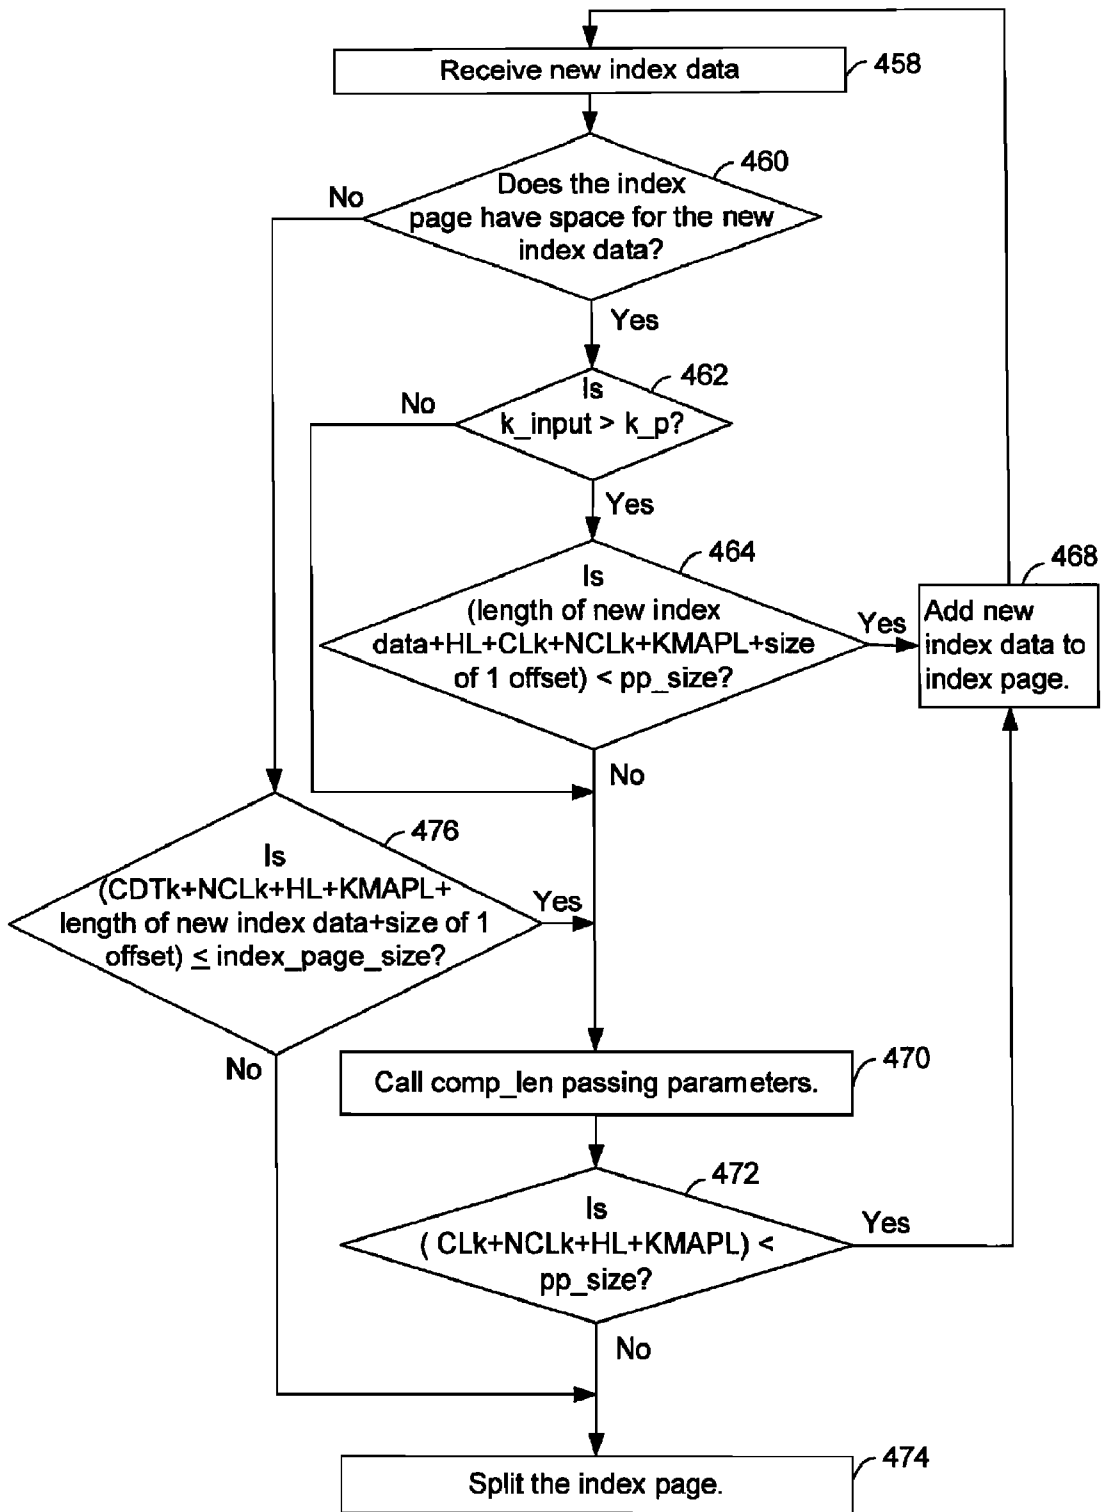 Receive new index data
458
460
Does the index
page have space for the new
index data?
No
Yes
462
Is
k_input > k_p?
No
Yes
464
Is
(length of new index
data+HL+CLk+NCLk+KMAPL+size
of 1 offset) < pp_size?
Yes
468
Add new
index data to
index page.
No
476
Is
(CDTk+NCLk+HL+KMAPL+
length of new index data+size of 1
offset) ≤ index_page_size?
Yes
No
470
Call comp_len passing parameters.
472
Is
( CLk+NCLk+HL+KMAPL) <
pp_size?
Yes
No
474
Split the index page.